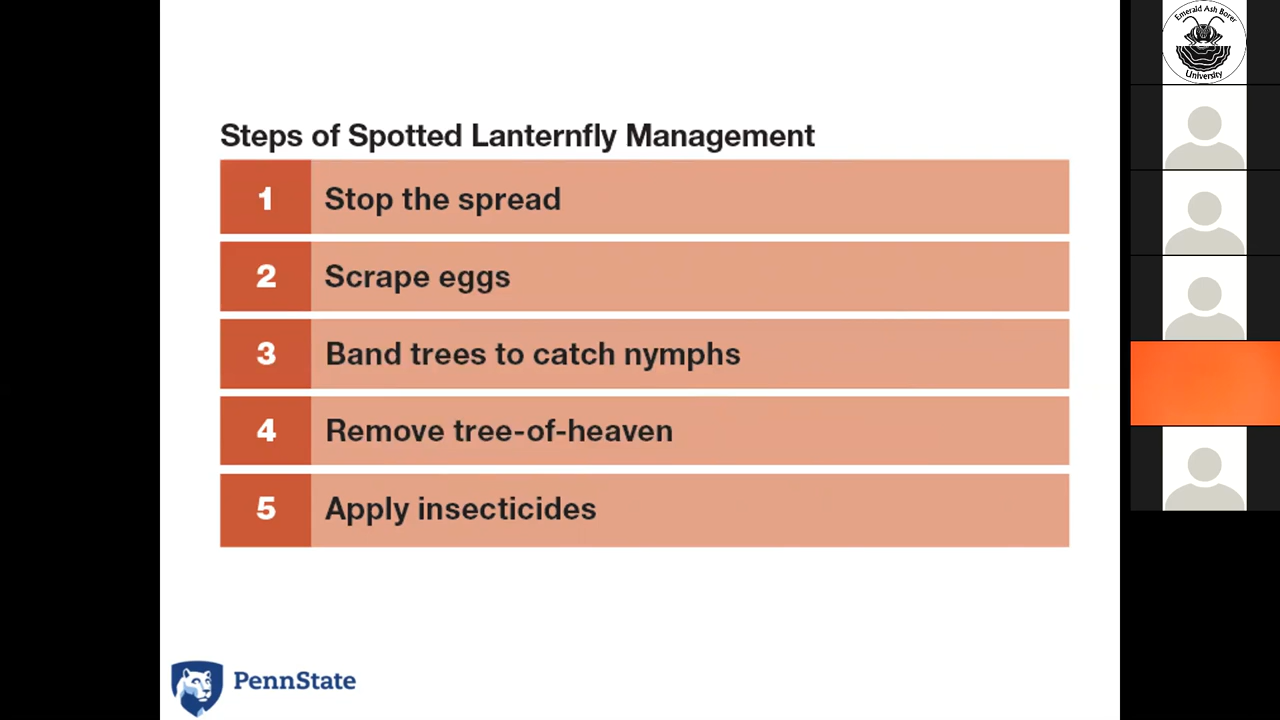 Steps of Spotted Lanternfly Management
1 Stop the spread
2 Scrape eggs
3 Band trees to catch nymphs
4 Remove tree-of-heaven
5 Apply insecticides
PennState
Emerald Ash Borer
University